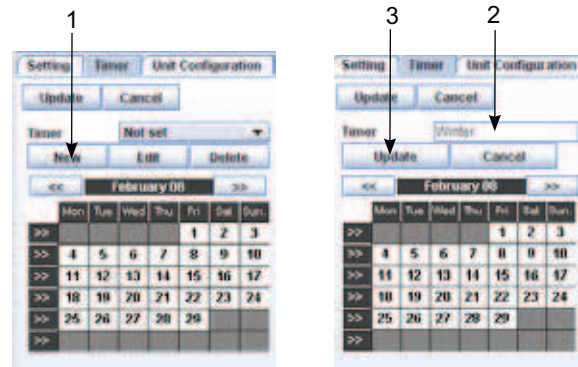 1
Setting Timer Unit Configuration
Update Cancel
Timer Not set
New Edit Delete
<< February 08 >>
Mon Tue Wed Thu Fri Sat Sun.
>> 1 2 3
>> 4 5 6 7 8 9 10
>> 11 12 13 14 15 16 17
>> 18 19 20 21 22 23 24
>> 25 26 27 28 29
>>
3 2
Setting Timer Unit Configuration
Update Cancel
Timer Winter
Update Cancel
<< February 08 >>
Mon Tue Wed Thu Fri Sat Sun.
>> 1 2 3
>> 4 5 6 7 8 9 10
>> 11 12 13 14 15 16 17
>> 18 19 20 21 22 23 24
>> 25 26 27 28 29
>>